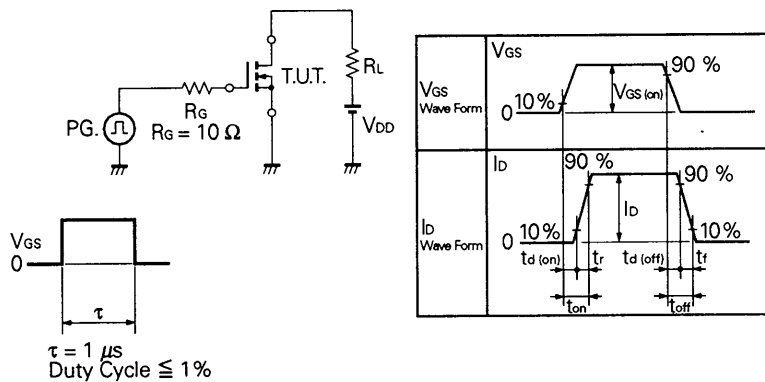 PG.
RG
RG = 10 Ω
T.U.T.
RL
VDD
VGS
0
τ
τ = 1 μs
Duty Cycle ≦ 1%
VGS
Wave Form
VGS
10%
0
VGS (on)
90 %
ID
Wave Form
ID
90 %
90 %
10%
0
ID
10%
td (on)
tr
td (off)
tf
ton
toff